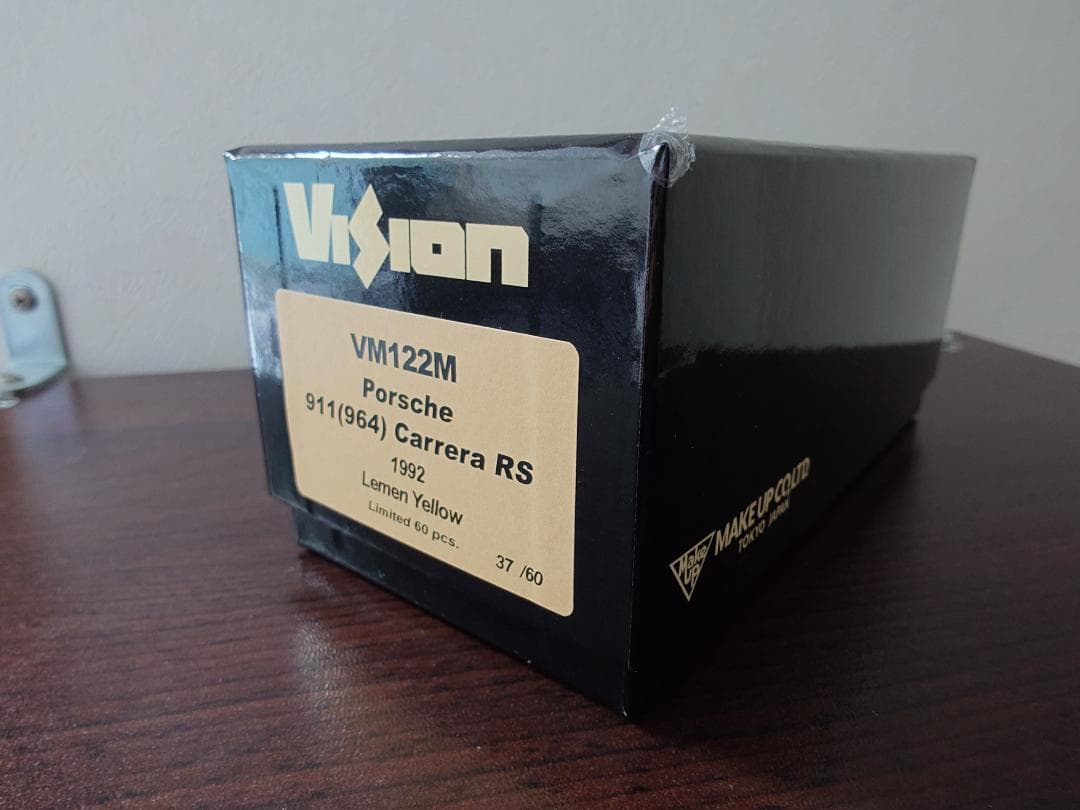 Vision
VM122M
Porsche
911(964) Carrera RS
1992
Lemen Yellow
Limited 60 pcs.
37 /60
Make UP
MAKE UP CO.,LTD
TOKYO JAPAN